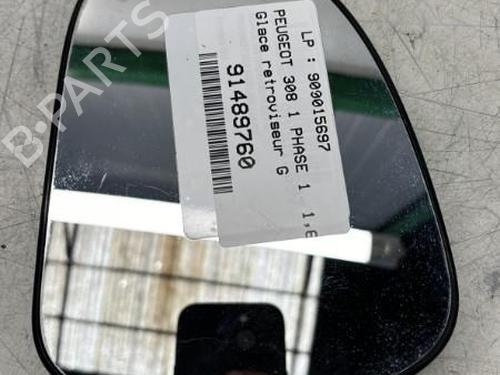 LP : 900015697
PEUGEOT 308 1 PHASE 1 1,6
Glace retroviseur G
91489760
B PARTS